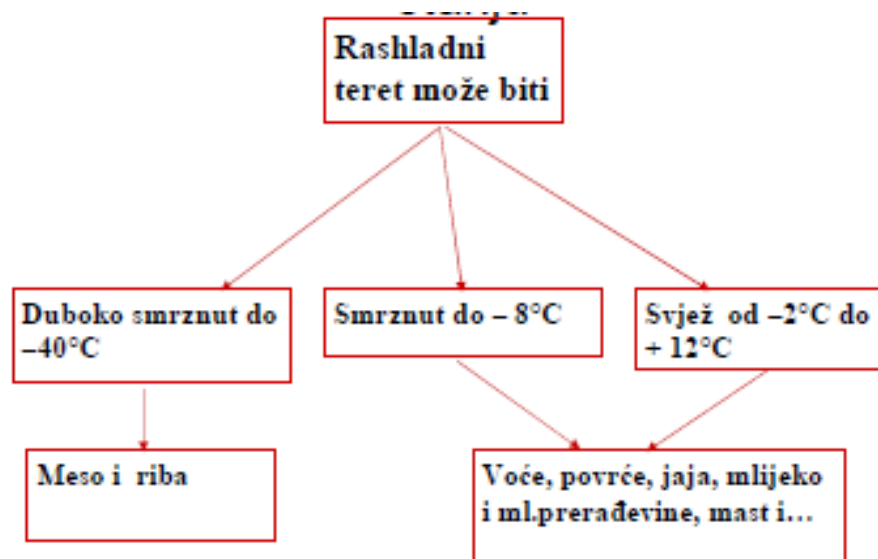 Rashladni
teret može biti
Duboko smrznut do
–40°C
Smrznut do – 8°C
Svjež od –2°C do
+ 12°C
Meso i riba
Voće, povrće, jaja, mlijeko
i ml.prerađevine, mast i…